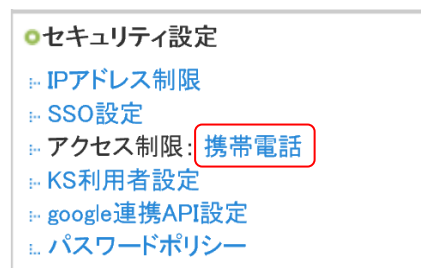 セキュリティ設定
IPアドレス制限
SSO設定
アクセス制限: 携帯電話
KS利用者設定
google連携API設定
パスワードポリシー